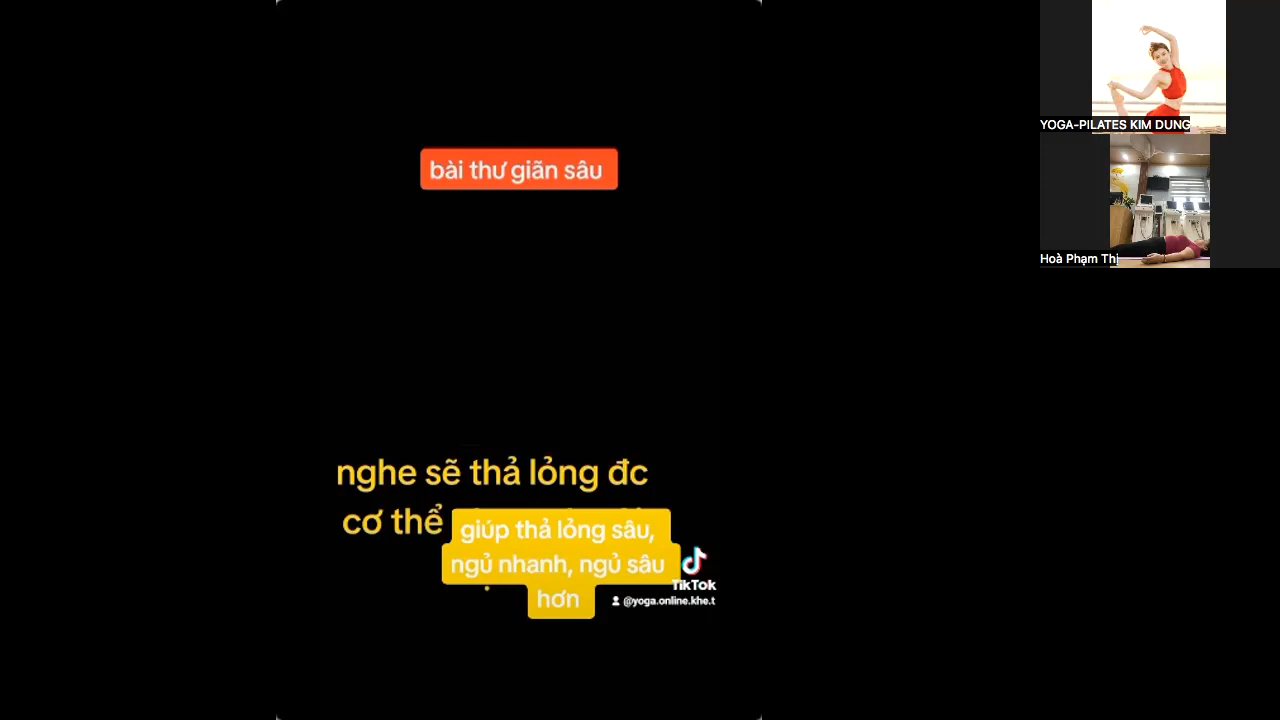 bài thư giãn sâu
nghe sẽ thả lỏng đc
cơ thể
giúp thả lỏng sâu,
ngủ nhanh, ngủ sâu
hơn
TikTok
@yoga.online.khe.t
YOGA-PILATES KIM DUNG
Hoà Phạm Thị